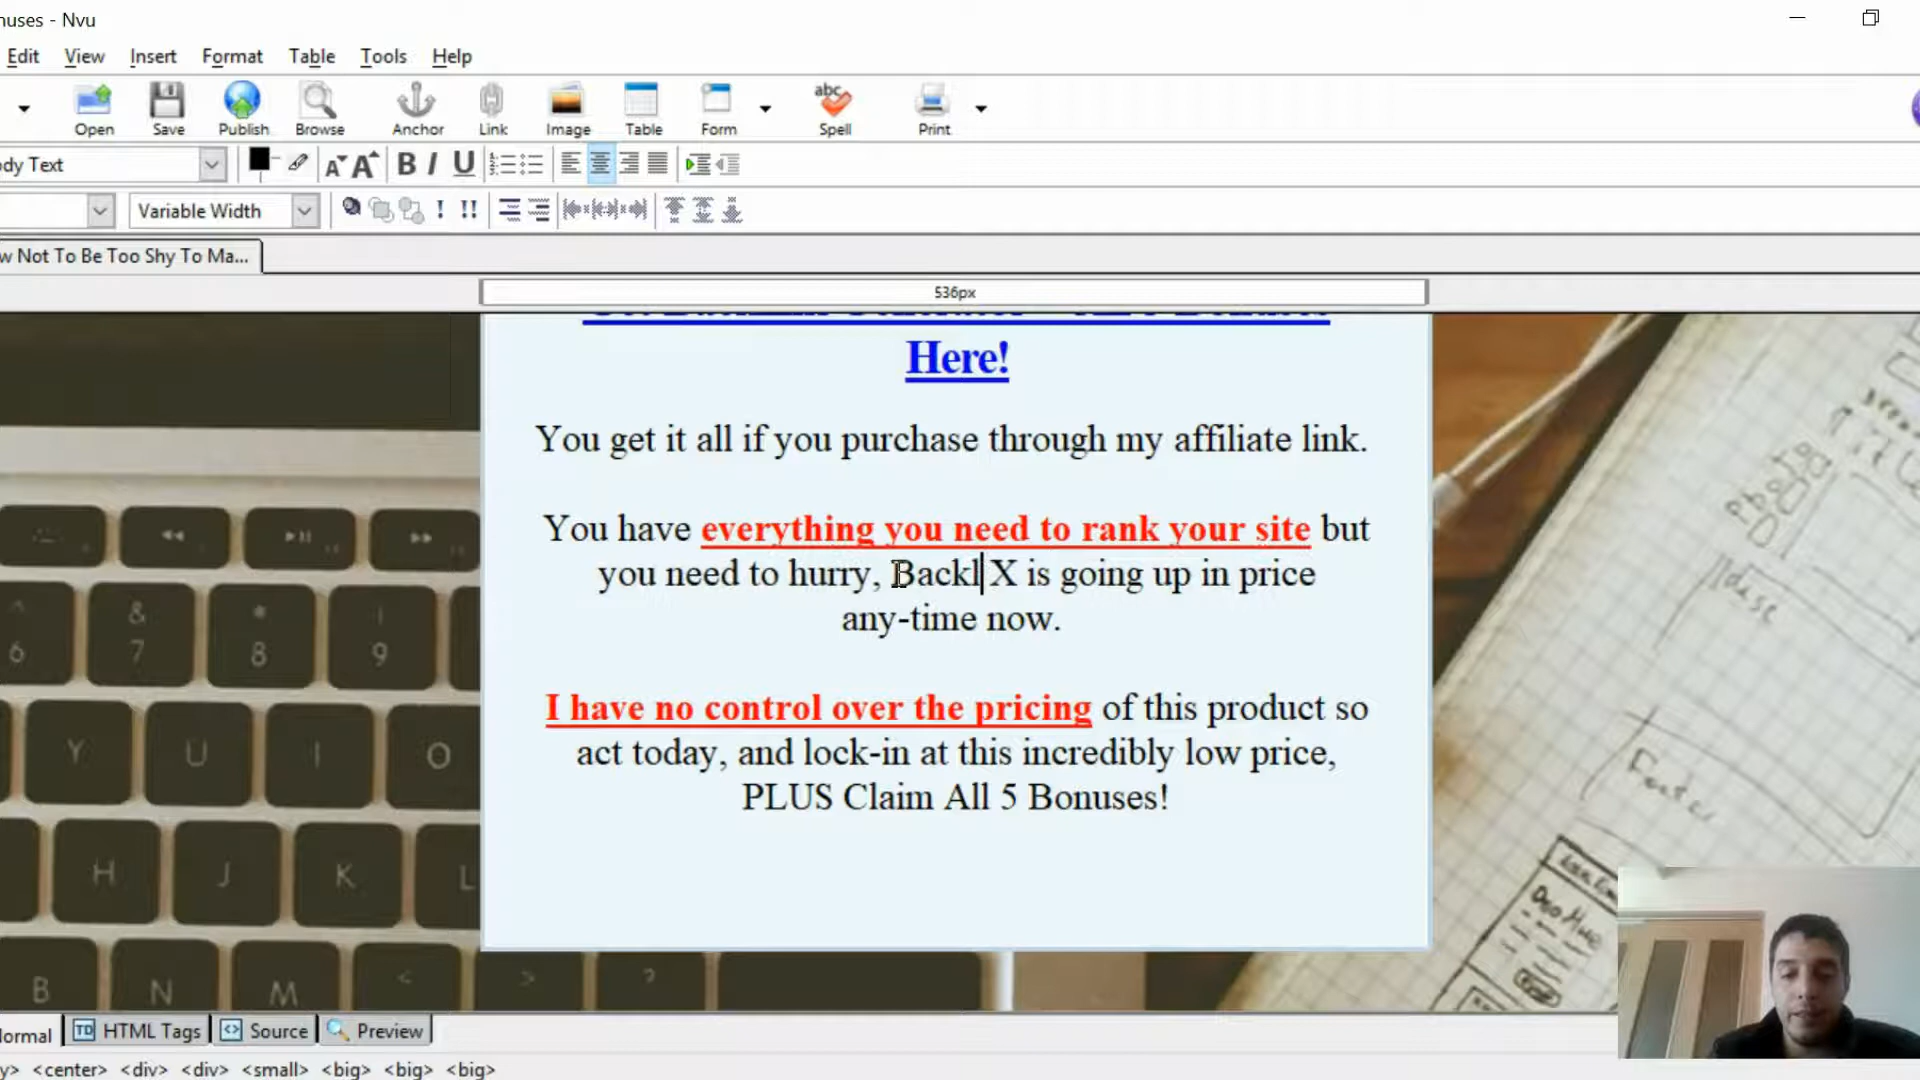 nuses - Nvu
Edit View Insert Format Table Tools Help
Open Save Publish Browse Anchor Link Image Table Form Spell Print
dy Text
Variable Width
w Not To Be Too Shy To Ma...
536px
Here!
You get it all if you purchase through my affiliate link.
You have everything you need to rank your site but
you need to hurry, Backl X is going up in price
any-time now.
I have no control over the pricing of this product so
act today, and lock-in at this incredibly low price,
PLUS Claim All 5 Bonuses!
& *
6 7 8 9
Y U I O
H J K L
B N M < > ?
ormal HTML Tags Source Preview
y> <center> <div> <div> <small> <big> <big> <big>